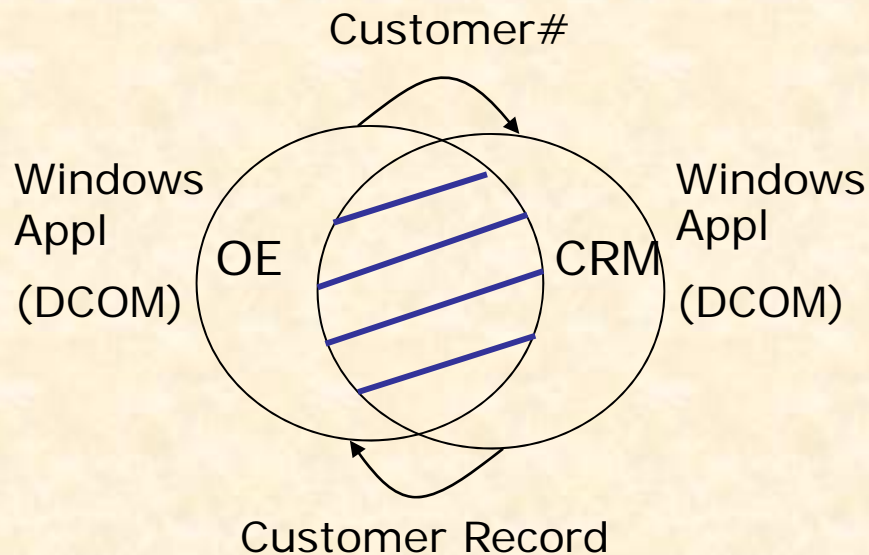 Customer#
Windows
Appl
(DCOM)
OE
CRM
Windows
Appl
(DCOM)
Customer Record